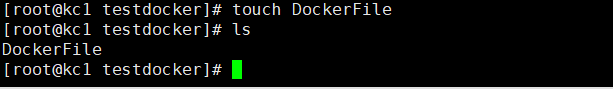 [root@kc1 testdocker]# touch DockerFile
[root@kc1 testdocker]# ls
DockerFile
[root@kc1 testdocker]#